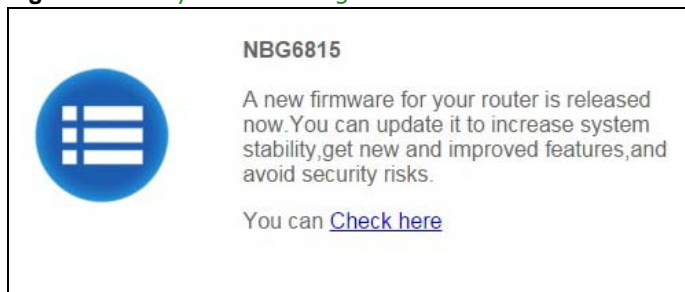 NBG6815
A new firmware for your router is released
now.You can update it to increase system
stability,get new and improved features,and
avoid security risks.
You can Check here